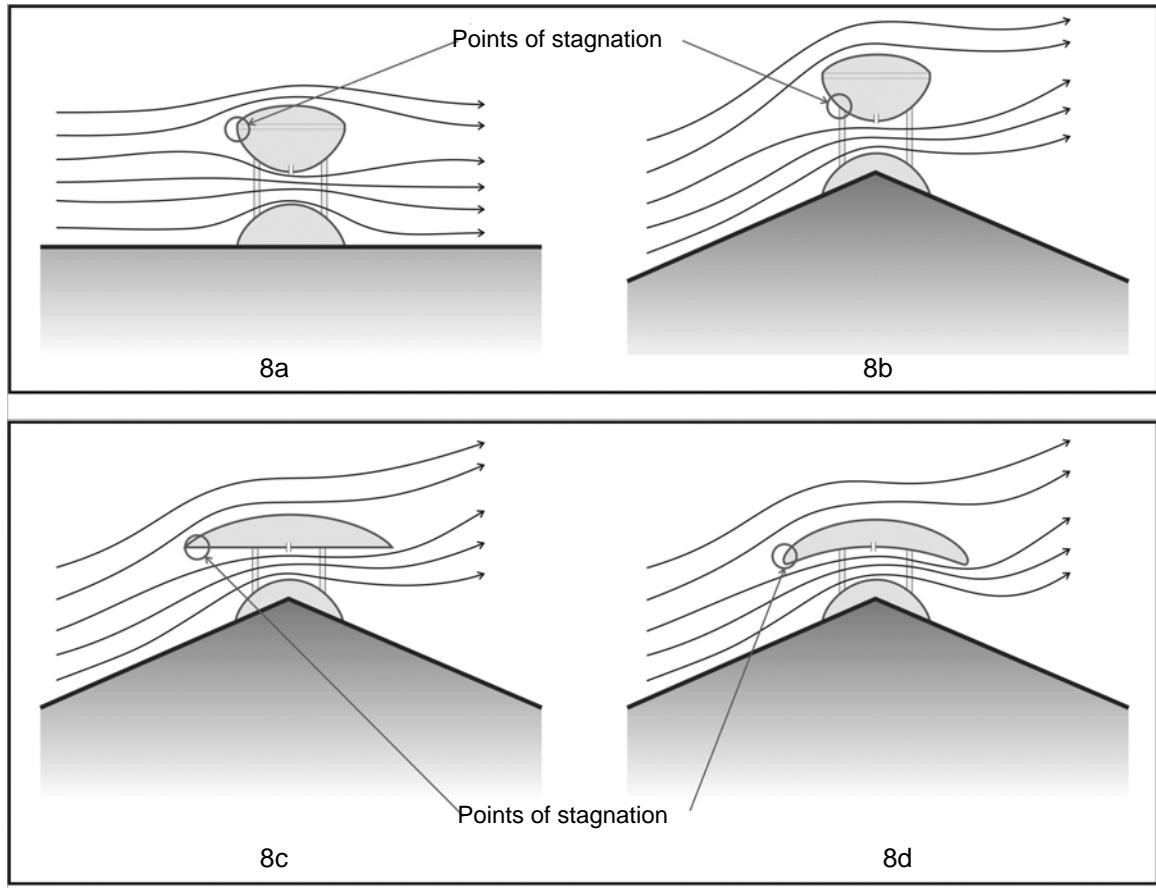 Points of stagnation
8a
8b
Points of stagnation
8c
8d